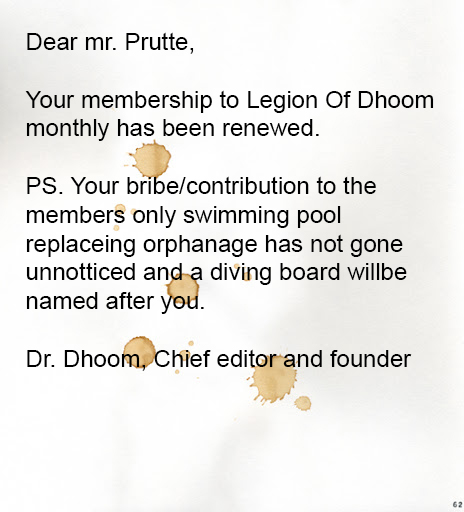 Dear mr. Prutte,
Your membership to Legion Of Dhoom
monthly has been renewed.
PS. Your bribe/contribution to the
members only swimming pool
replaceing orphanage has not gone
unnotticed and a diving board willbe
named after you.
Dr. Dhoom, Chief editor and founder
62